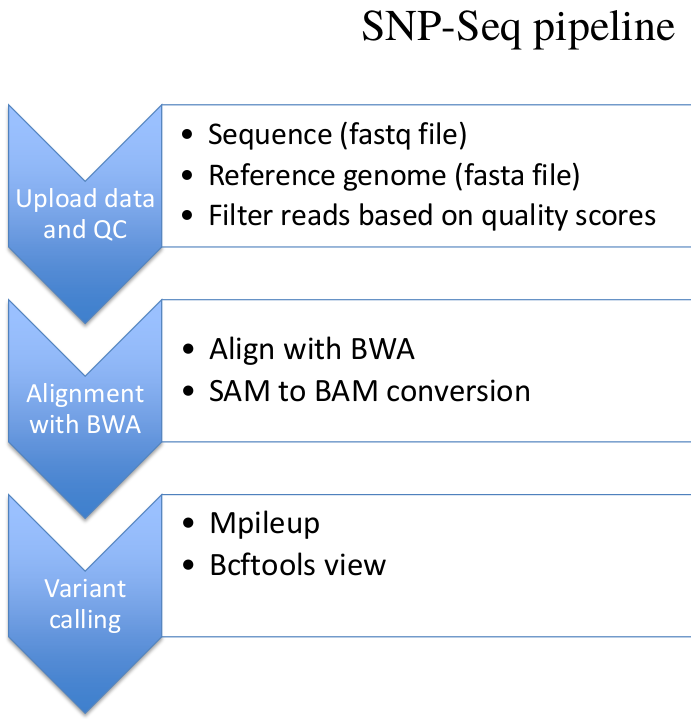 SNP-Seq pipeline
Upload data
and QC
• Sequence (fastq file)
• Reference genome (fasta file)
• Filter reads based on quality scores
Alignment
with BWA
• Align with BWA
• SAM to BAM conversion
Variant
calling
• Mpileup
• Bcftools view